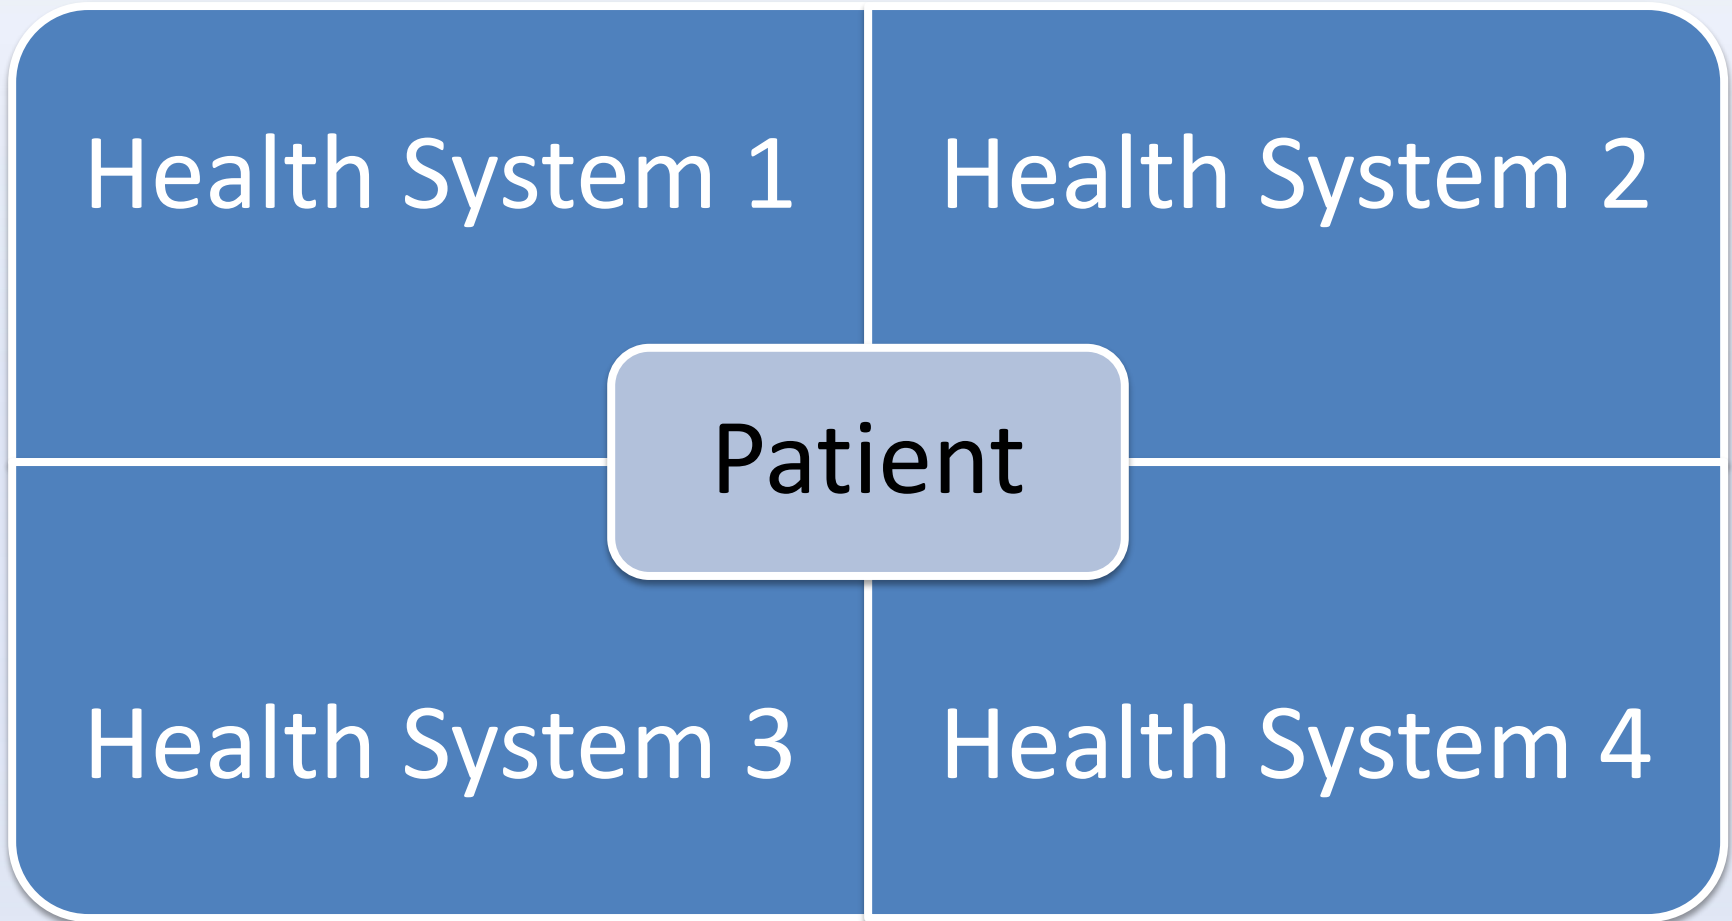 Health System 1
Health System 2
Patient
Health System 3
Health System 4